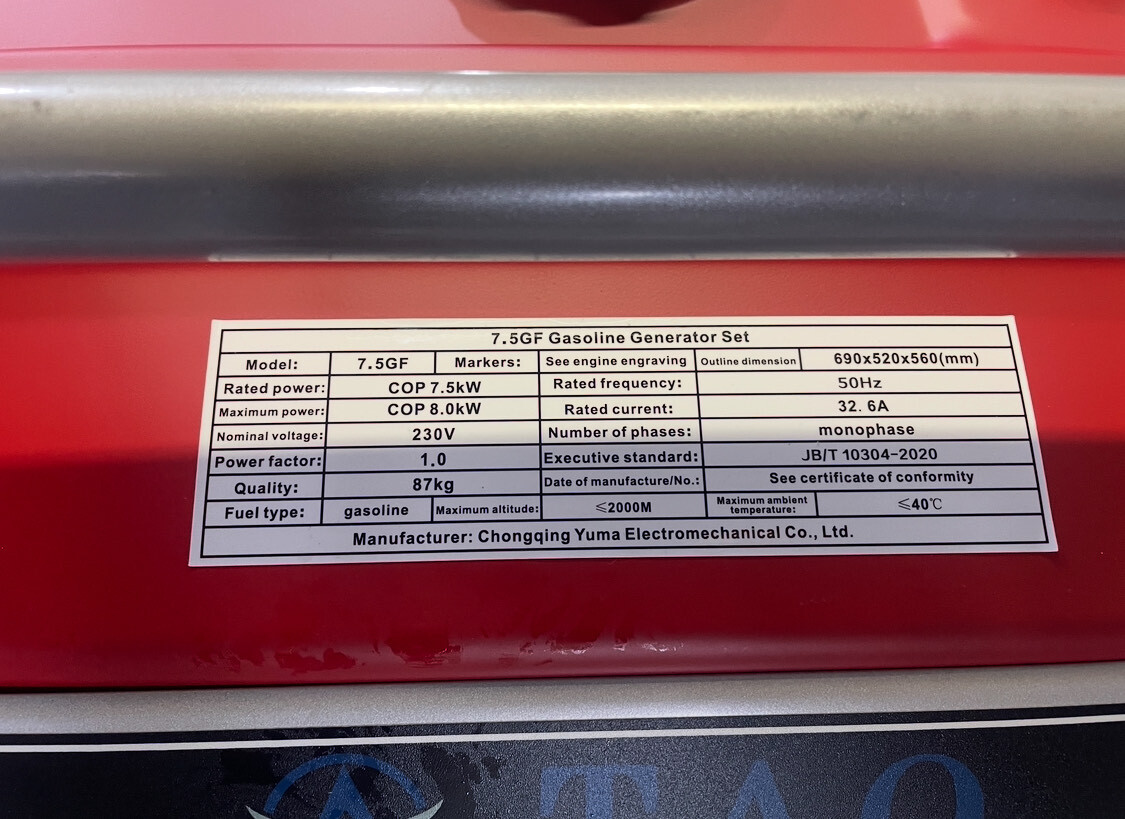 7.5GF Gasoline Generator Set
Model: 7.5GF Markers: See engine engraving Outline dimension 690x520x560(mm)
Rated power: COP 7.5kW Rated frequency: 50Hz
Maximum power: COP 8.0kW Rated current: 32.6A
Nominal voltage: 230V Number of phases: monophase
Power factor: 1.0 Executive standard: JB/T 10304-2020
Quality: 87kg Date of manufacture/No.: See certificate of conformity
Fuel type: gasoline Maximum altitude: ≤2000M Maximum ambient temperature: ≤40℃
Manufacturer: Chongqing Yuma Electromechanical Co., Ltd.
TAO